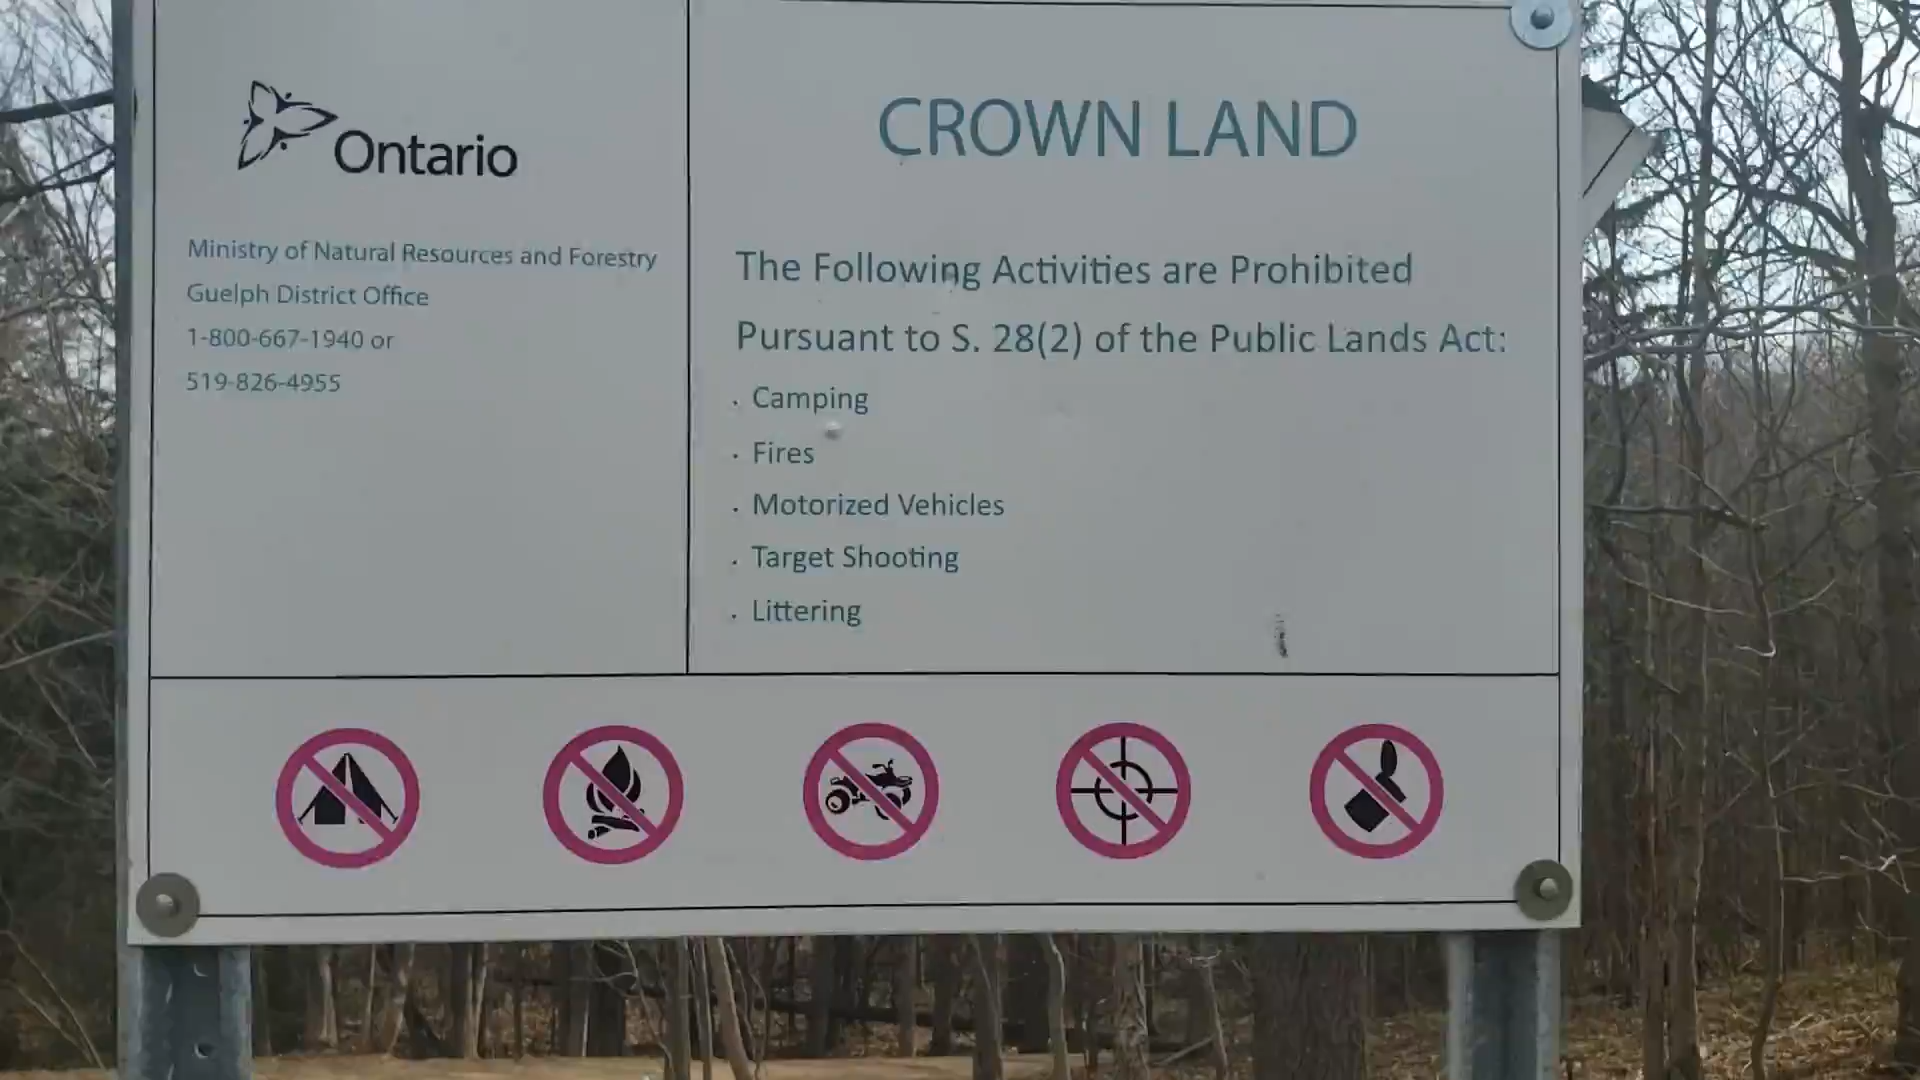 Ontario
Ministry of Natural Resources and Forestry
Guelph District Office
1-800-667-1940 or
519-826-4955
CROWN LAND
The Following Activities are Prohibited
Pursuant to S. 28(2) of the Public Lands Act:
. Camping
. Fires
. Motorized Vehicles
. Target Shooting
. Littering